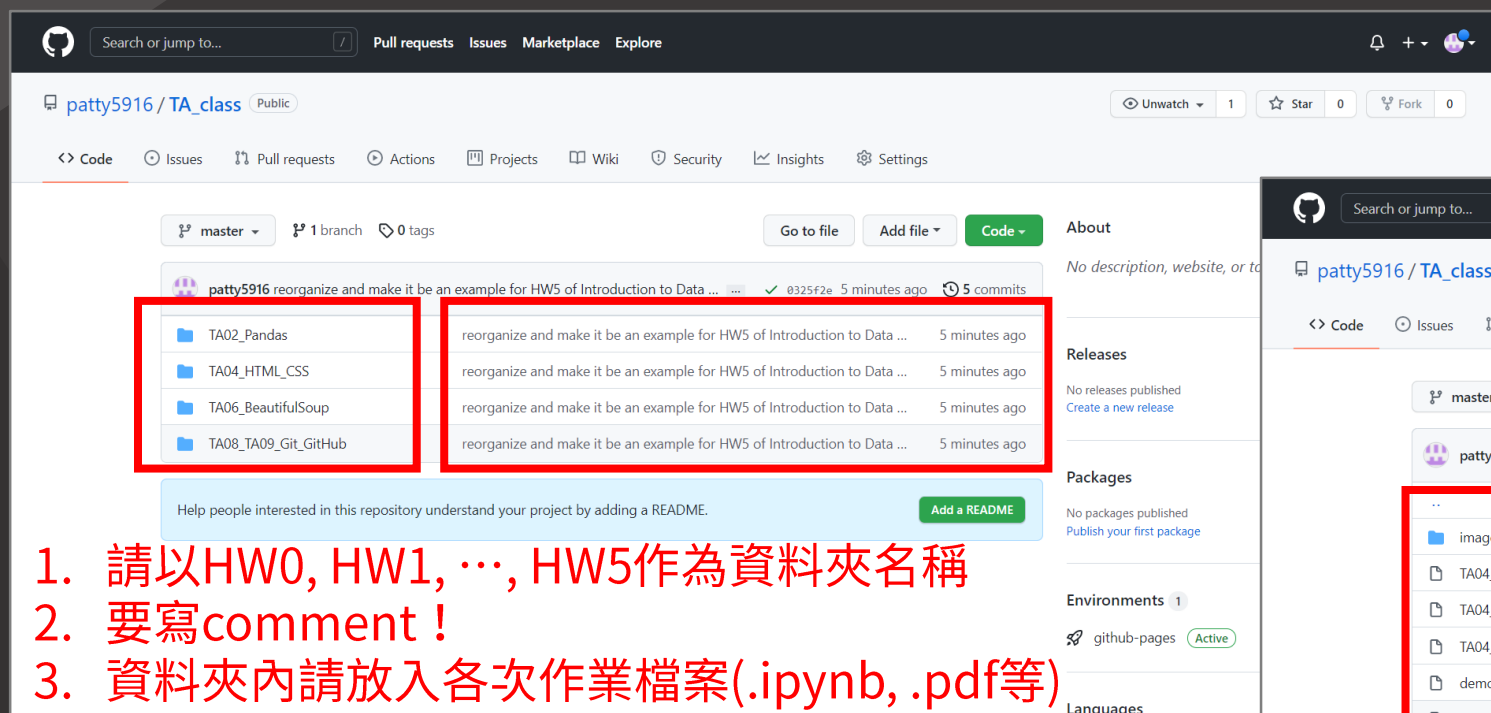 Search or jump to... /
Pull requests Issues Marketplace Explore
patty5916 / TA_class Public
Unwatch 1 Star 0 Fork 0
Code Issues Pull requests Actions Projects Wiki Security Insights Settings
master 1 branch 0 tags
Go to file Add file Code
patty5916 reorganize and make it be an example for HW5 of Introduction to Data ... ... 0325f2e 5 minutes ago 5 commits
TA02_Pandas reorganize and make it be an example for HW5 of Introduction to Data ... 5 minutes ago
TA04_HTML_CSS reorganize and make it be an example for HW5 of Introduction to Data ... 5 minutes ago
TA06_BeautifulSoup reorganize and make it be an example for HW5 of Introduction to Data ... 5 minutes ago
TA08_TA09_Git_GitHub reorganize and make it be an example for HW5 of Introduction to Data ... 5 minutes ago
Help people interested in this repository understand your project by adding a README. Add a README
About
No description, website, or to
Releases
No releases published
Create a new release
Packages
No packages published
Publish your first package
Environments 1
github-pages Active
Languages
Search or jump to...
patty5916 / TA_class
Code Issues
master
patty
..
imag
TA04_
TA04_
TA04_
demo
1. 請以HW0, HW1, …, HW5作為資料夾名稱
2. 要寫comment！
3. 資料夾內請放入各次作業檔案(.ipynb, .pdf等)